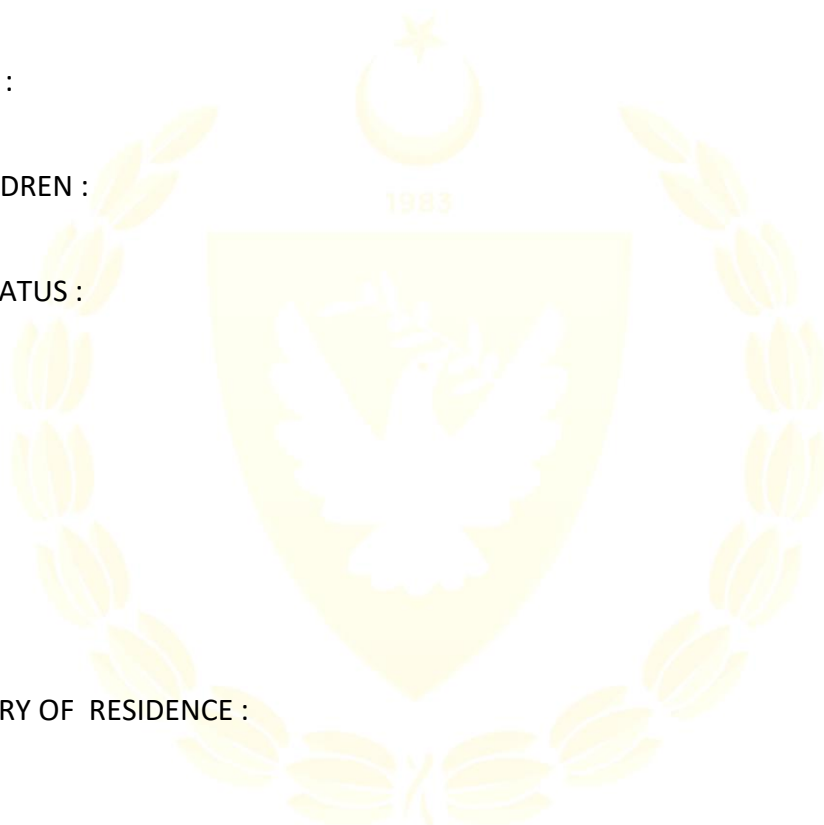 :
DREN :
1983
ATUS :
RY OF RESIDENCE :